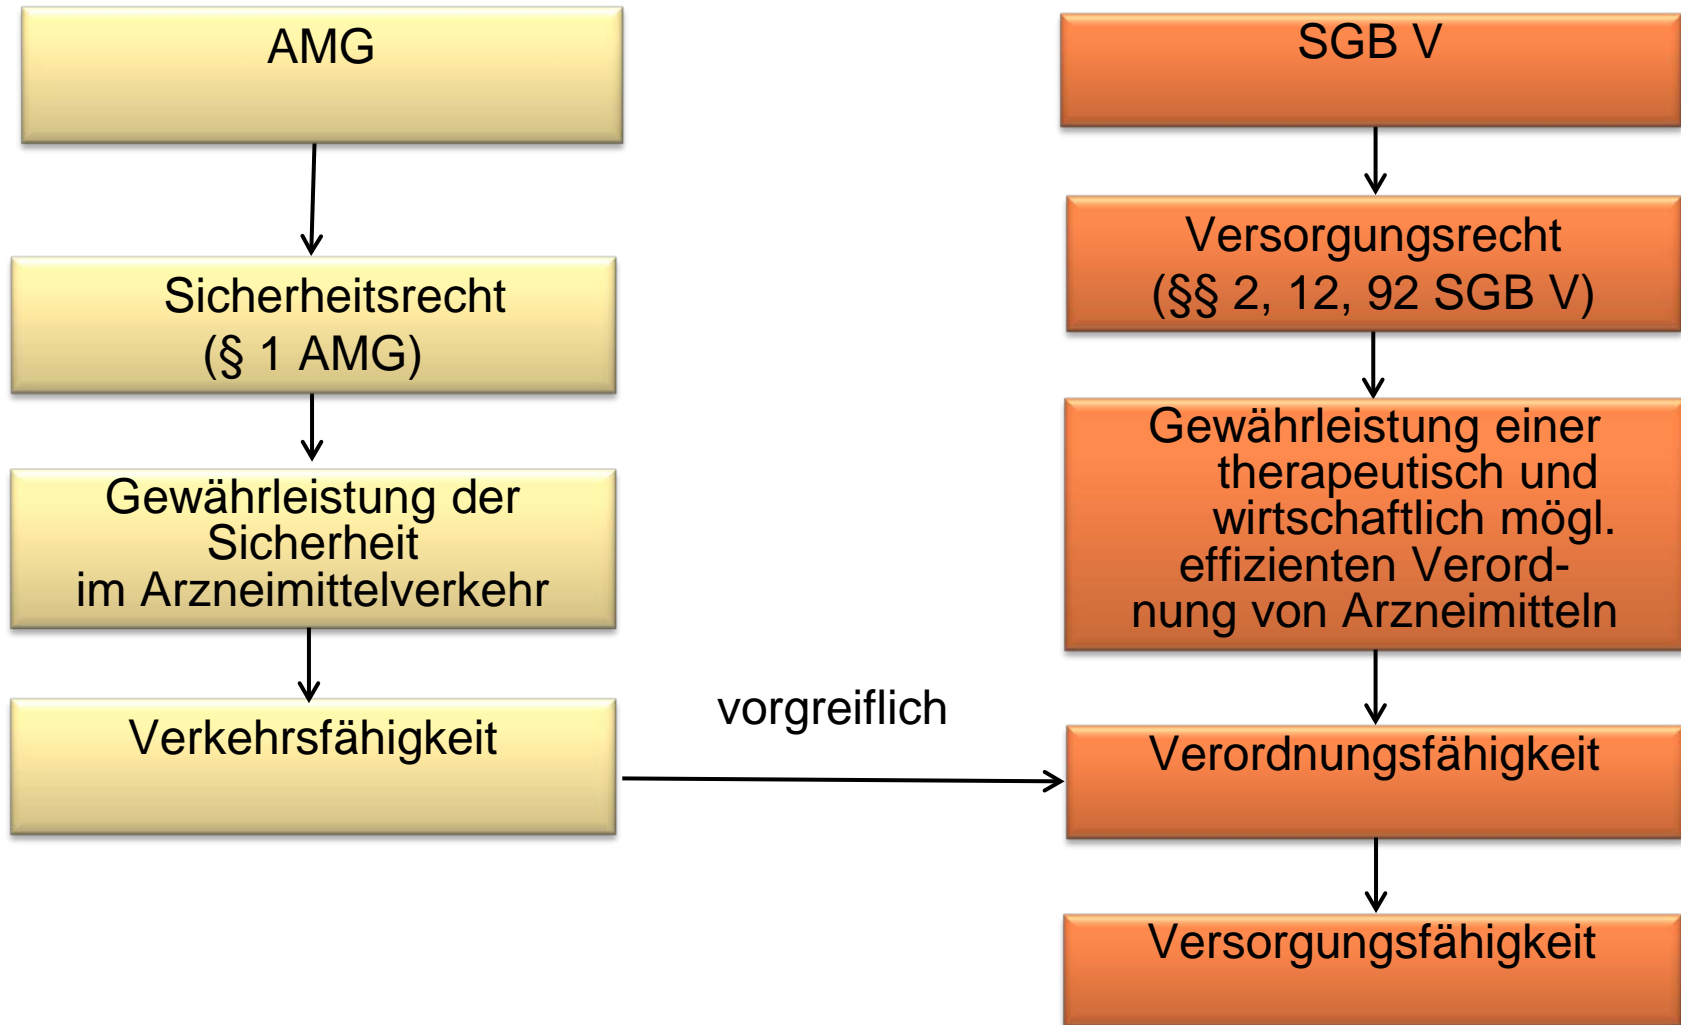 AMG
Sicherheitsrecht
(§ 1 AMG)
Gewährleistung der
Sicherheit
im Arzneimittelverkehr
Verkehrsfähigkeit
vorgreiflich
SGB V
Versorgungsrecht
(§§ 2, 12, 92 SGB V)
Gewährleistung einer
therapeutisch und
wirtschaftlich mögl.
effizienten Verord-
nung von Arzneimitteln
Verordnungsfähigkeit
Versorgungsfähigkeit